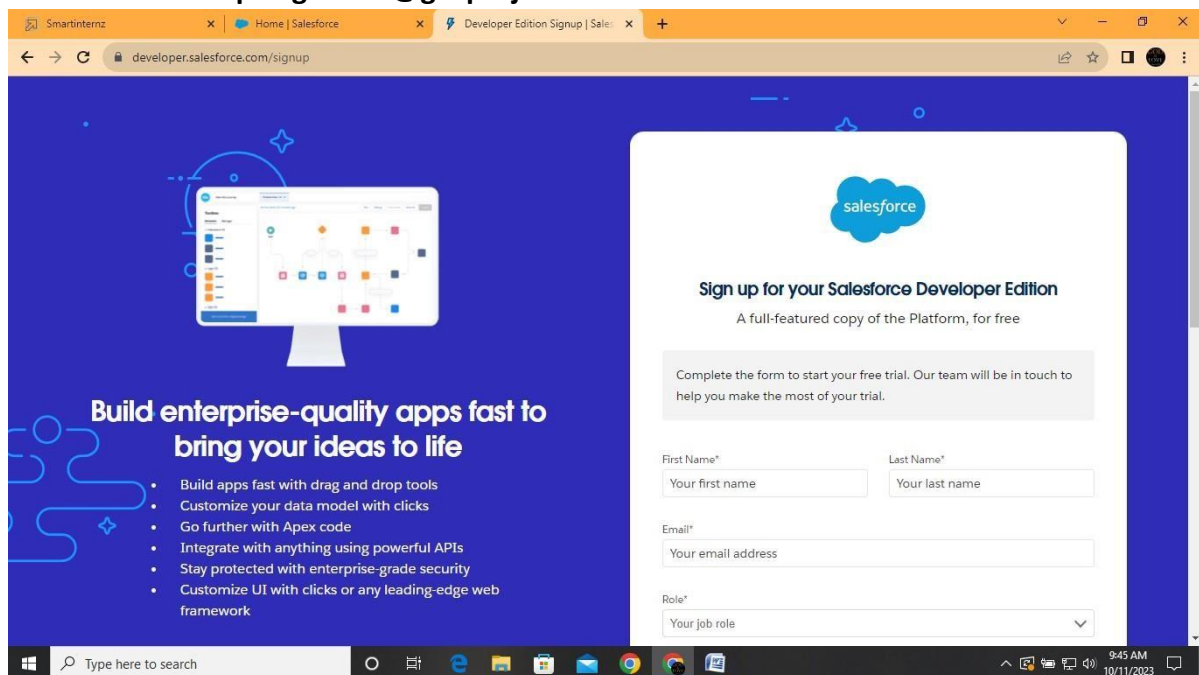 Smartinternz
Home | Salesforce
Developer Edition Signup | Sale
developer.salesforce.com/signup
salesforce
Sign up for your Salesforce Developer Edition
A full-featured copy of the Platform, for free
Complete the form to start your free trial. Our team will be in touch to
help you make the most of your trial.
Build enterprise-quality apps fast to
bring your ideas to life
• Build apps fast with drag and drop tools
• Customize your data model with clicks
• Go further with Apex code
• Integrate with anything using powerful APIs
• Stay protected with enterprise-grade security
• Customize UI with clicks or any leading-edge web
framework
First Name* Last Name*
Your first name Your last name
Email*
Your email address
Role*
Your job role
Type here to search
9:45 AM
10/11/2023